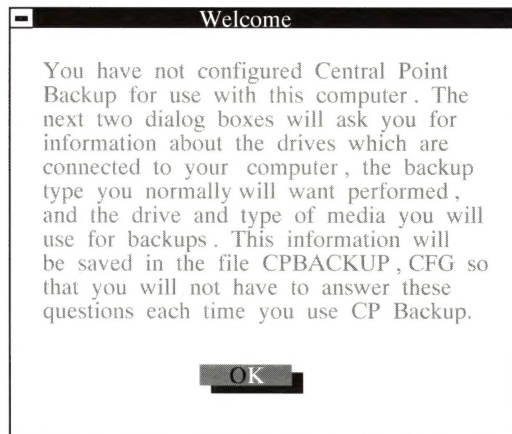 Welcome
You have not configured Central Point
Backup for use with this computer . The
next two dialog boxes will ask you for
information about the drives which are
connected to your computer , the backup
type you normally will want performed ,
and the drive and type of media you will
use for backups . This information will
be saved in the file CPBACKUP , CFG so
that you will not have to answer these
questions each time you use CP Backup.
OK